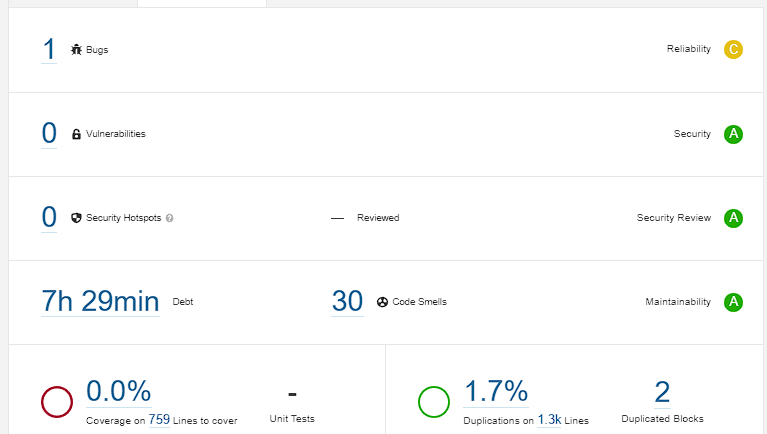 1 Bugs Reliability C
0 Vulnerabilities Security A
0 Security Hotspots ? — Reviewed Security Review A
7h 29min Debt 30 Code Smells Maintainability A
0.0% - 1.7% 2
Coverage on 759 Lines to cover Unit Tests Duplications on 1.3k Lines Duplicated Blocks